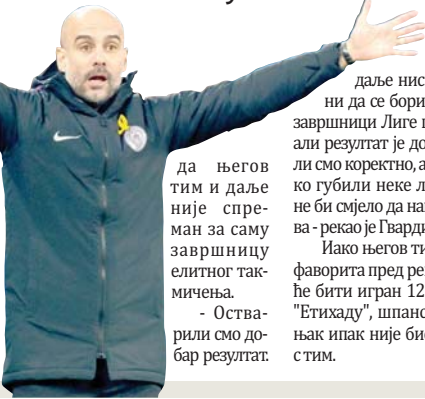 да његов
тим и даље
није спре-
ман за саму
завршницу
елитног так-
мичења.
- Оства-
рили смо до-
бар резултат.
даље нис
ни да се бори
завршници Лиге
али резултат је до
ли смо коректно, а
ко губили неке л
не би смјело да на
ва - рекао је Гварди
Иако његов ти
фаворита пред ре
ће бити игран 12
"Етихаду", шпанс
њак ипак није би
с тим.